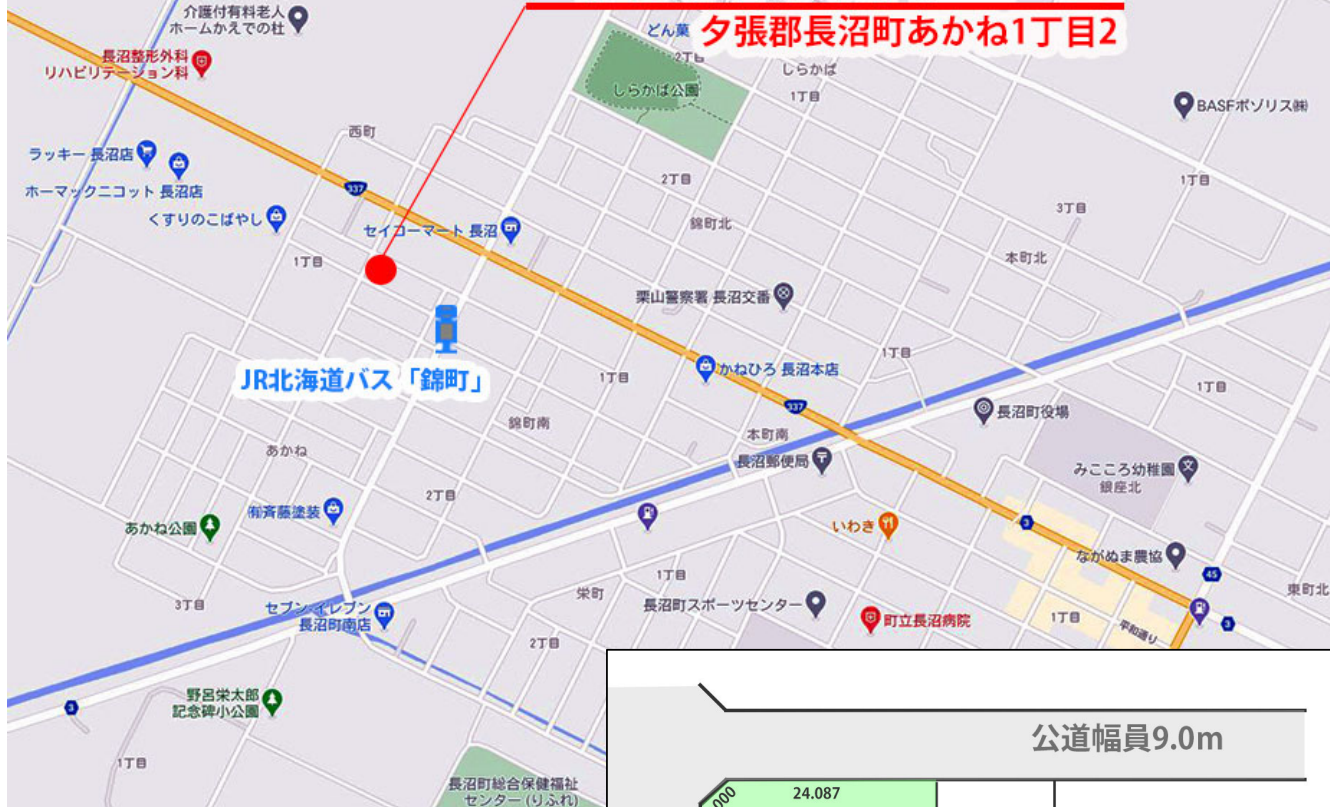 介護付有料老人
ホームかえでの杜
どん菓
夕張郡長沼町あかね1丁目2
長沼整形外科
リハビリテーション科
2丁目
しらかば
しらかば公園
1丁目
BASFポゾリス㈱
西町
ラッキー 長沼店
ホーマックニコット 長沼店
2丁目
1丁目
337
くすりのこばやし
セイコーマート 長沼
錦町北
3丁目
1丁目
本町北
栗山警察署 長沼交番
JR北海道バス「錦町」
1丁目
1丁目
かねひろ 長沼本店
1丁目
337
長沼町役場
錦町南
本町南
あかね
長沼郵便局
みこころ幼稚園
銀座北
2丁目
㈲斉藤塗装
あかね公園
いわき
3
ながぬま農協
1丁目
45
栄町
東町北
3丁目
セブン-イレブン
長沼町南店
長沼町スポーツセンター
町立長沼病院
1丁目
平和通り
3
2丁目
野呂栄太郎
記念碑小公園
3
公道幅員9.0m
1丁目
長沼町総合保健福祉
センター (りふれ)
000
24.087